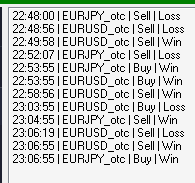 22:48:00 | EURJPY_otc | Sell | Loss
22:48:56 | EURUSD_otc | Sell | Loss
22:49:58 | EURUSD_otc | Sell | Win
22:52:07 | EURJPY_otc | Sell | Loss
22:53:55 | EURJPY_otc | Buy | Win
22:53:55 | EURUSD_otc | Buy | Win
22:58:55 | EURUSD_otc | Sell | Win
23:03:55 | EURUSD_otc | Buy | Loss
23:04:55 | EURJPY_otc | Sell | Win
23:06:19 | EURUSD_otc | Sell | Loss
23:06:55 | EURUSD_otc | Sell | Win
23:06:55 | EURJPY_otc | Buy | Win